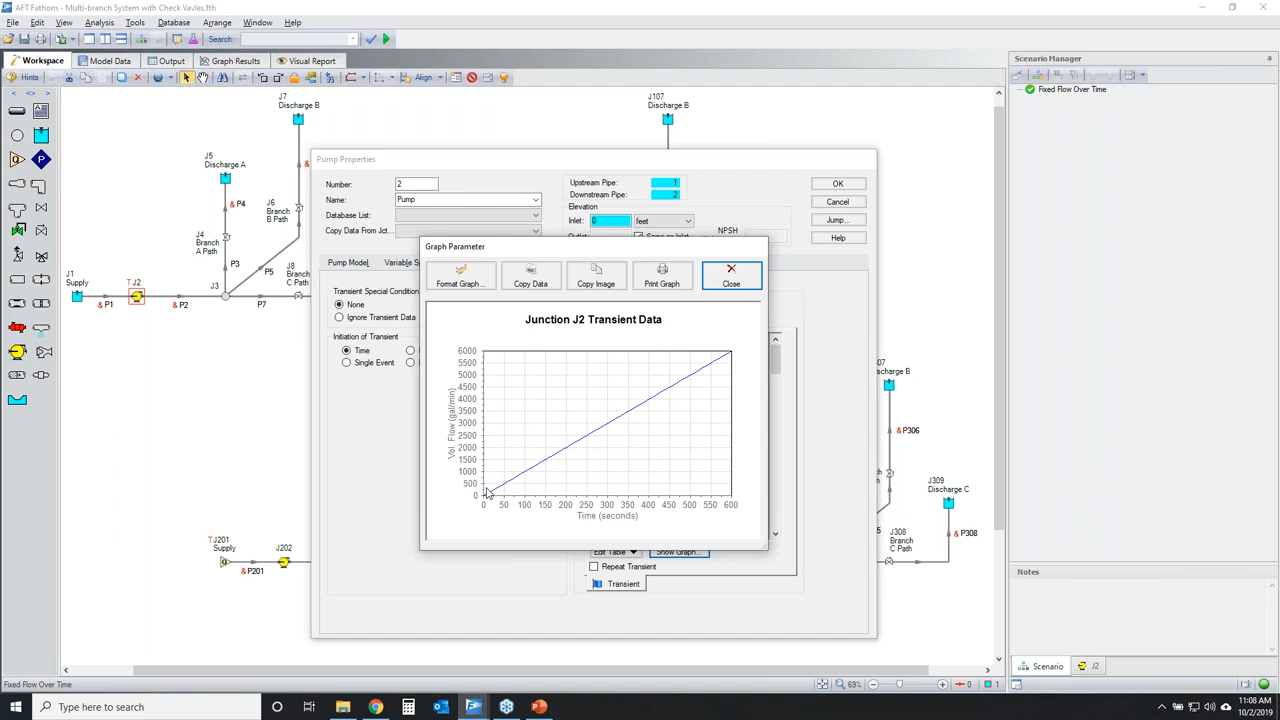 AFT Fathom - Multi-branch System with Check Vavles.fth
File Edit View Analysis Tools Database Arrange Window Help
Search:
Workspace Model Data Output Graph Results Visual Report
Scenario Manager
Hints
Align
Fixed Flow Over Time
J7
Discharge B
J107
Discharge B
J5
Discharge A
& P4
J6
Branch
B Path
J4
Branch
A Path
P3
P5
J8
Branch
C Path
J1
Supply
TJ2
J3
& P1
& P2
P7
Pump Properties
Number: 2
Name: Pump
Database List:
Copy Data From Jct...
Upstream Pipe: 1
Downstream Pipe: 2
Elevation
Inlet: 0 feet
NPSH
OK
Cancel
Jump...
Help
Pump Model
Transient Special Condition
None
Ignore Transient Data
Initiation of Transient
Time
Single Event
Graph Parameter
Format Graph...
Copy Data
Copy Image
Print Graph
Close
Junction J2 Transient Data
Vol. Flow (gal/min)
6000
5500
5000
4500
4000
3500
3000
2500
2000
1500
1000
500
0
0 50 100 150 200 250 300 350 400 450 500 550 600
Time (seconds)
Edit Table
Show Graph...
Repeat Transient
Transient
& P306
J309
Discharge C
J308
Branch
C Path
& P308
TJ201
Supply
J202
& P201
Notes
Scenario
J2
Fixed Flow Over Time
69%
0
1
Type here to search
11:08 AM
10/2/2019